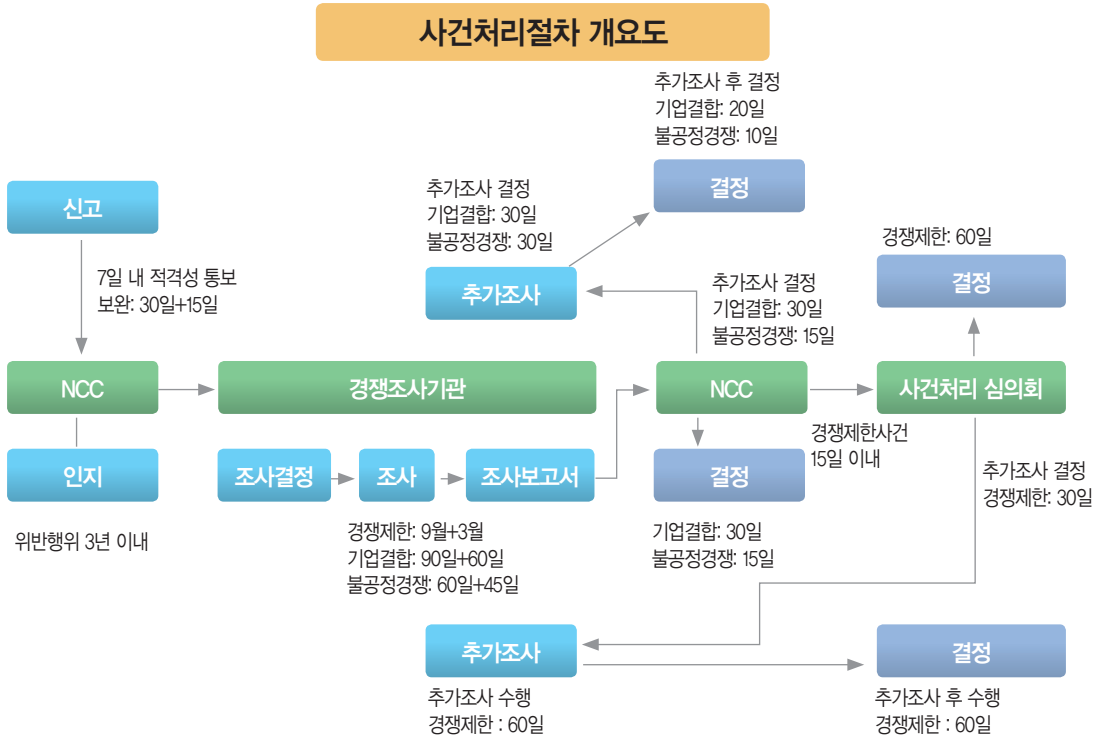 사건처리절차 개요도
추가조사 후 결정
기업결합: 20일
불공정경쟁: 10일
결정
신고
추가조사 결정
기업결합: 30일
불공정경쟁: 30일
추가조사
7일 내 적격성 통보
보완: 30일+15일
추가조사 결정
기업결합: 30일
불공정경쟁: 15일
경쟁제한: 60일
결정
NCC
경쟁조사기관
NCC
사건처리 심의회
경쟁제한사건
15일 이내
인지
조사결정
조사
조사보고서
결정
추가조사 결정
경쟁제한: 30일
위반행위 3년 이내
경쟁제한: 9월+3월
기업결합: 90일+60일
불공정경쟁: 60일+45일
기업결합: 30일
불공정경쟁: 15일
추가조사
결정
추가조사 수행
경쟁제한 : 60일
추가조사 후 수행
경쟁제한 : 60일